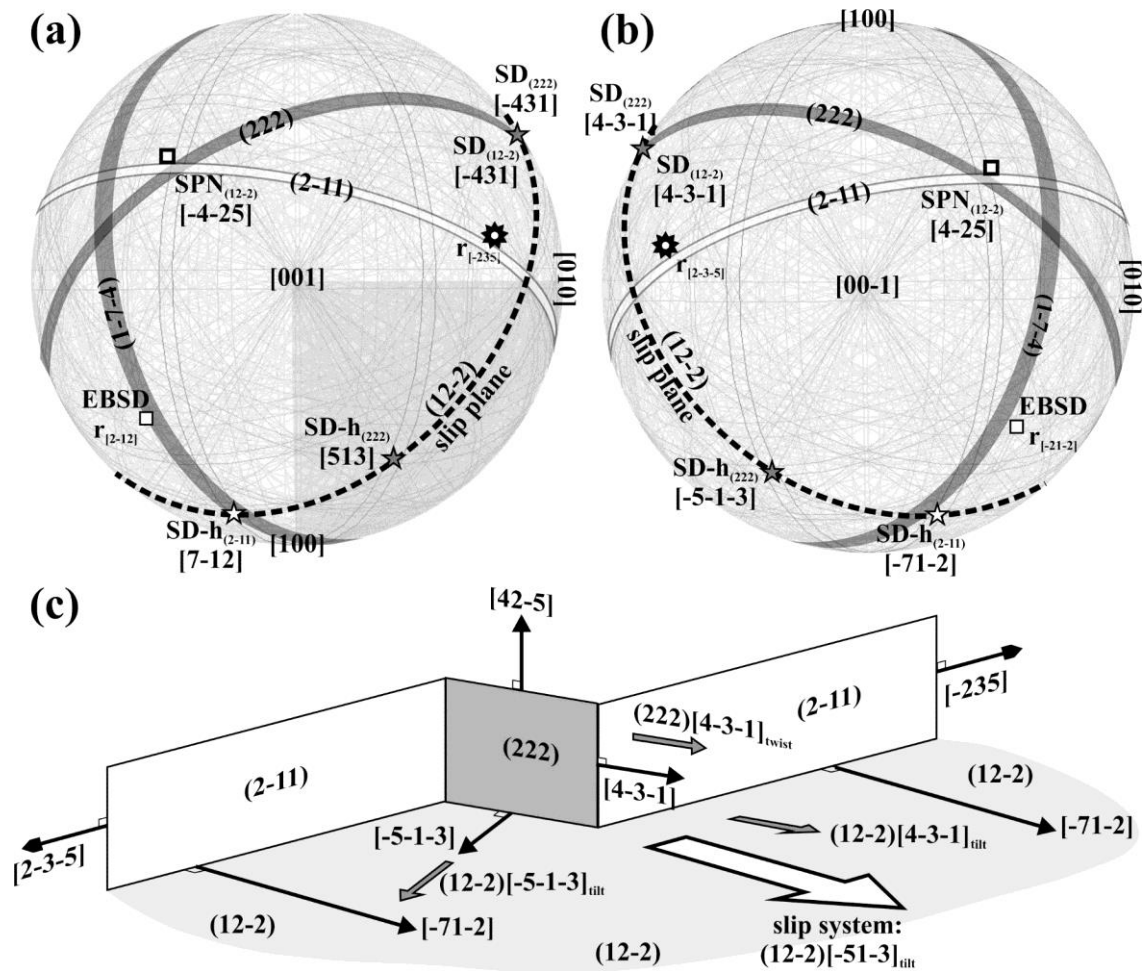 (a)
SD(222)
[-431]
SD(12-2)
[-431]
(222)
SPN(12-2)
[-4-25]
(2-11)
r[-235]
[001]
[010]
(1-7-4)
EBSD
r[2-12]
(12-2)
slip plane
SD-h(222)
[513]
SD-h(2-11)
[7-12]
[100]
(b)
[100]
SD(222)
[4-3-1]
SD(12-2)
[4-3-1]
(222)
(2-11)
SPN(12-2)
[4-25]
r[2-3-5]
[00-1]
[010]
(1-7-4)
(12-2)
slip plane
EBSD
r[-21-2]
SD-h(222)
[-5-1-3]
SD-h(2-11)
[-71-2]
(c)
[42-5]
[-235]
(2-11)
(222)[4-3-1]twist
(222)
(2-11)
[4-3-1]
(12-2)
[-5-1-3]
[2-3-5]
(12-2)[4-3-1]tilt
[-71-2]
(12-2)[-5-1-3]tilt
[-71-2]
(12-2)
slip system:
(12-2)[-51-3]tilt
(12-2)